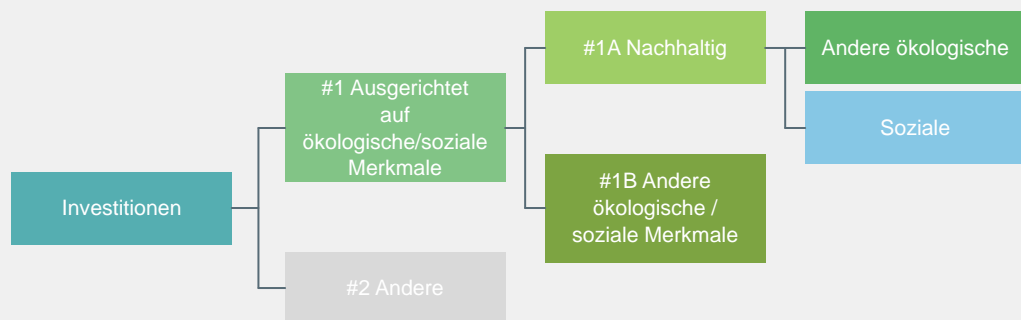 Investitionen
#1 Ausgerichtet
auf
ökologische/soziale
Merkmale
#2 Andere
#1A Nachhaltig
#1B Andere
ökologische /
soziale Merkmale
Andere ökologische
Soziale